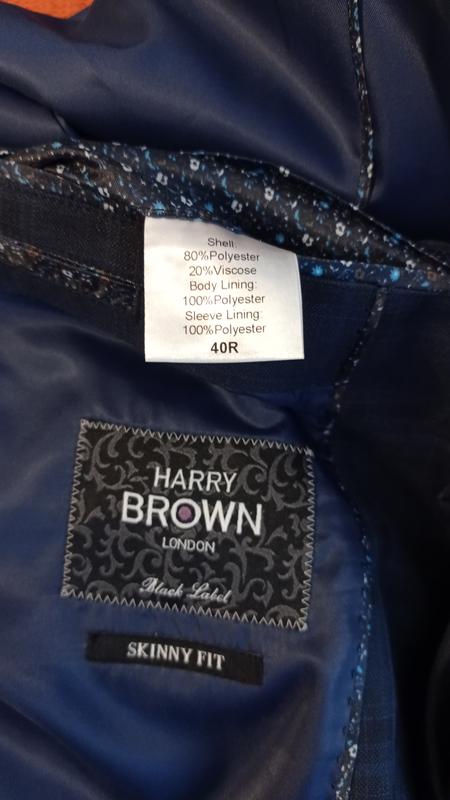 Shell:
80%Polyester
20%Viscose
Body Lining:
100%Polyester
Sleeve Lining:
100%Polyester
40R
HARRY
BROWN
LONDON
Black Label
SKINNY FIT